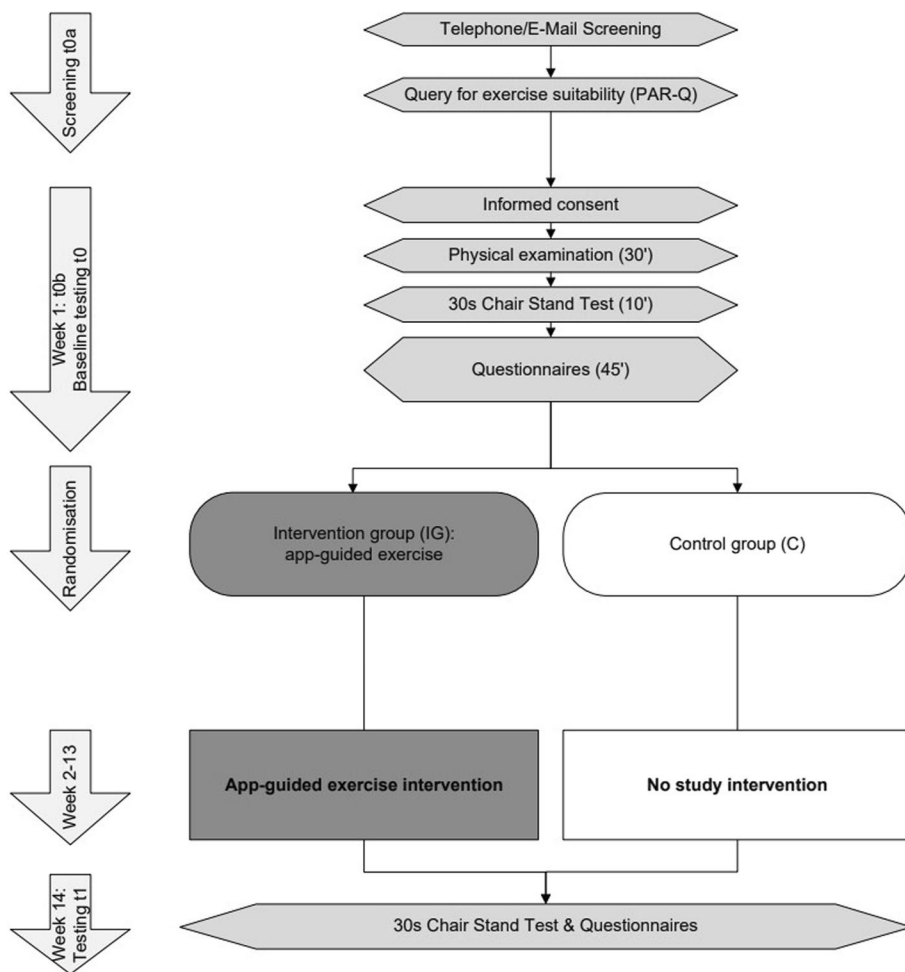 Screening t0a
Telephone/E-Mail Screening
Query for exercise suitability (PAR-Q)
Week 1: t0b
Baseline testing t0
Informed consent
Physical examination (30')
30s Chair Stand Test (10')
Questionnaires (45')
Randomisation
Intervention group (IG):
app-guided exercise
Control group (C)
Week 2-13
App-guided exercise intervention
No study intervention
Week 14:
Testing t1
30s Chair Stand Test & Questionnaires